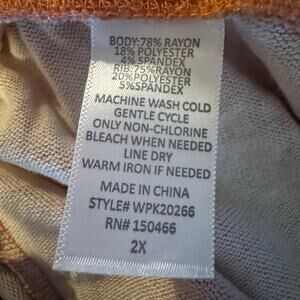 BODY:78% RAYON
18% POLYESTER
4% SPANDEX
RIB:75%RAYON
20%POLYESTER
5%SPANDEX
MACHINE WASH COLD
GENTLE CYCLE
ONLY NON-CHLORINE
BLEACH WHEN NEEDED
LINE DRY
WARM IRON IF NEEDED
MADE IN CHINA
STYLE# WPK20266
RN# 150466
2X